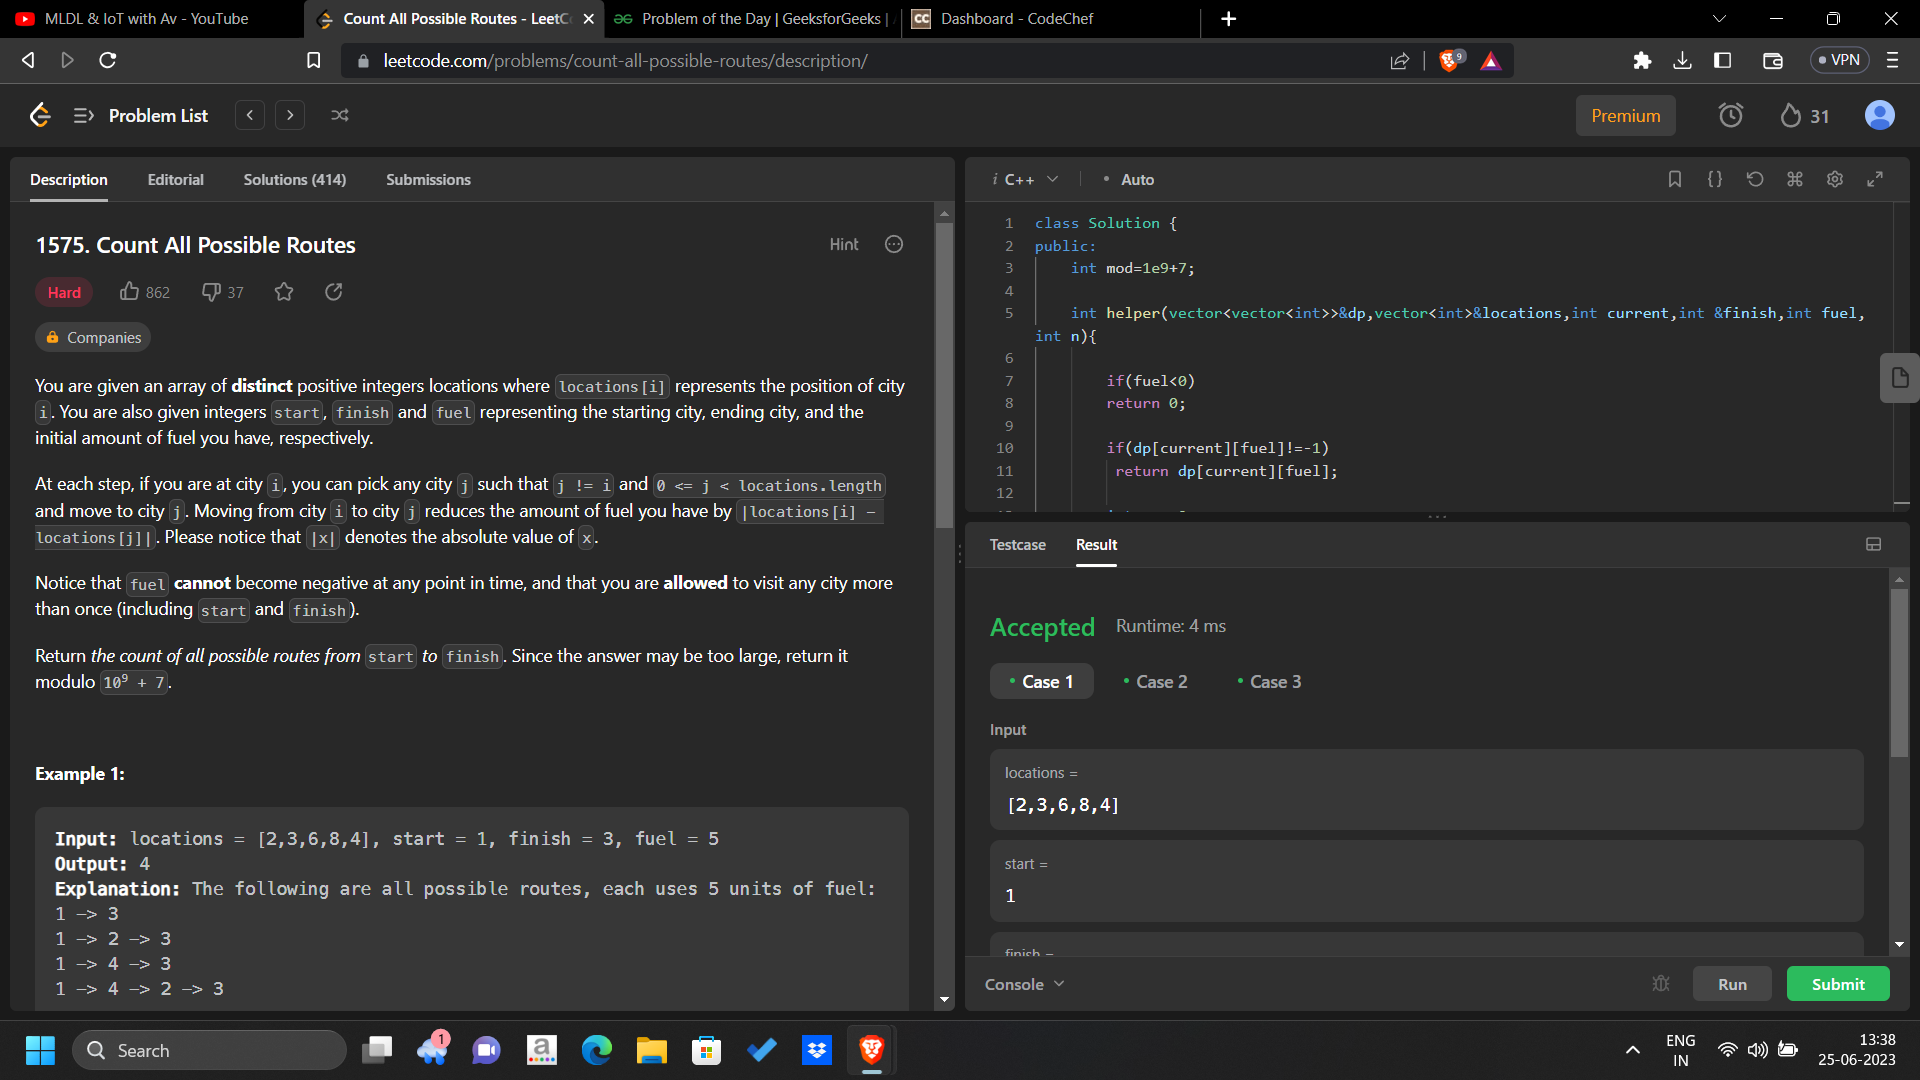 MLDL & IoT with Av - YouTube
Count All Possible Routes - LeetC
Problem of the Day | GeeksforGeeks |
CC Dashboard - CodeChef
leetcode.com/problems/count-all-possible-routes/description/
9
VPN
Problem List
Premium
31
Description Editorial Solutions (414) Submissions
1575. Count All Possible Routes
Hint
Hard 862 37
Companies
You are given an array of distinct positive integers locations where locations[i] represents the position of city
i. You are also given integers start, finish and fuel representing the starting city, ending city, and the
initial amount of fuel you have, respectively.
At each step, if you are at city i, you can pick any city j such that j != i and 0 <= j < locations.length
and move to city j. Moving from city i to city j reduces the amount of fuel you have by |locations[i] -
locations[j]|. Please notice that |x| denotes the absolute value of x.
Notice that fuel cannot become negative at any point in time, and that you are allowed to visit any city more
than once (including start and finish).
Return the count of all possible routes from start to finish. Since the answer may be too large, return it
modulo 10⁹ + 7.
Example 1:
Input: locations = [2,3,6,8,4], start = 1, finish = 3, fuel = 5
Output: 4
Explanation: The following are all possible routes, each uses 5 units of fuel:
1 -> 3
1 -> 2 -> 3
1 -> 4 -> 3
1 -> 4 -> 2 -> 3
i C++ • Auto
1 class Solution {
2 public:
3 int mod=1e9+7;
4
5 int helper(vector<vector<int>>&dp,vector<int>&locations,int current,int &finish,int fuel,
int n){
6
7 if(fuel<0)
8 return 0;
9
10 if(dp[current][fuel]!=-1)
11 return dp[current][fuel];
12
Testcase Result
Accepted Runtime: 4 ms
• Case 1 • Case 2 • Case 3
Input
locations =
[2,3,6,8,4]
start =
1
finish =
Console
Run
Submit
Search
1
a
ENG
IN
13:38
25-06-2023